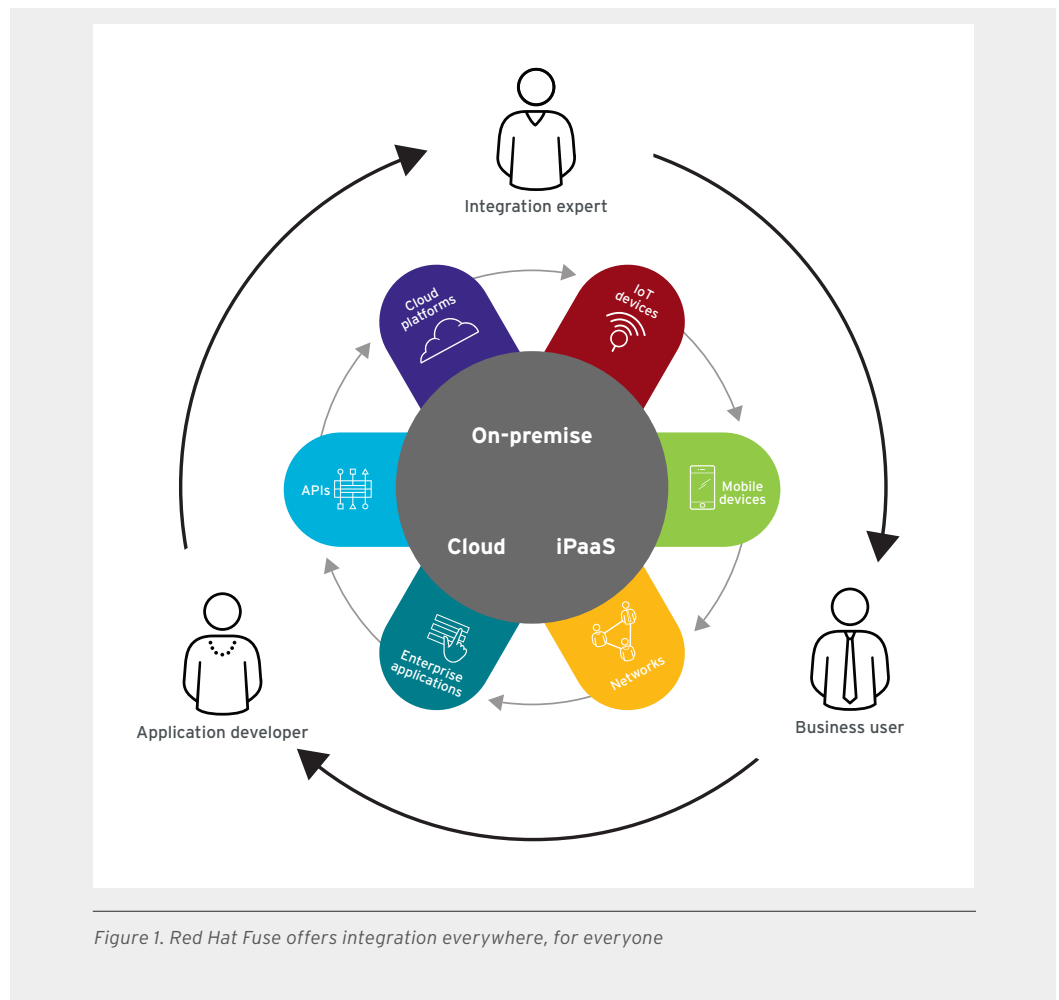 Integration expert
Cloud
platforms
IoT
devices
On-premise
APIs
Mobile
devices
Cloud
iPaaS
Enterprise
applications
Networks
Application developer
Business user
Figure 1. Red Hat Fuse offers integration everywhere, for everyone